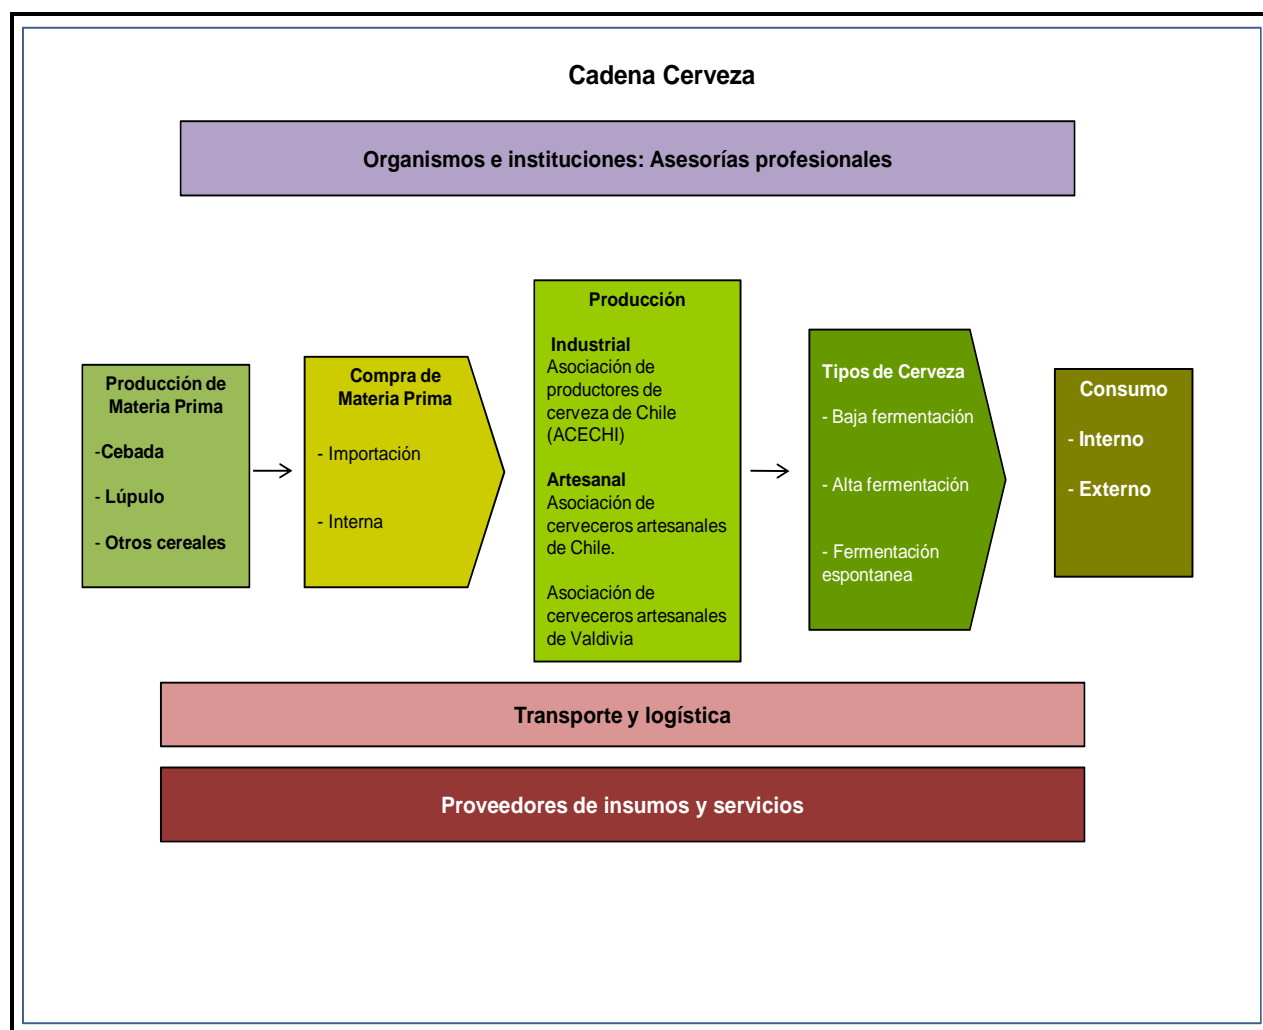 Cadena Cerveza
Organismos e instituciones: Asesorías profesionales
Producción de
Materia Prima
-Cebada
- Lúpulo
- Otros cereales
Compra de
Materia Prima
- Importación
- Interna
Producción
Industrial
Asociación de
productores de
cerveza de Chile
(ACECHI)
Artesanal
Asociación de
cerveceros artesanales
de Chile.
Asociación de
cerveceros artesanales
de Valdivia
Tipos de Cerveza
- Baja fermentación
- Alta fermentación
- Fermentación
espontanea
Consumo
- Interno
- Externo
Transporte y logística
Proveedores de insumos y servicios